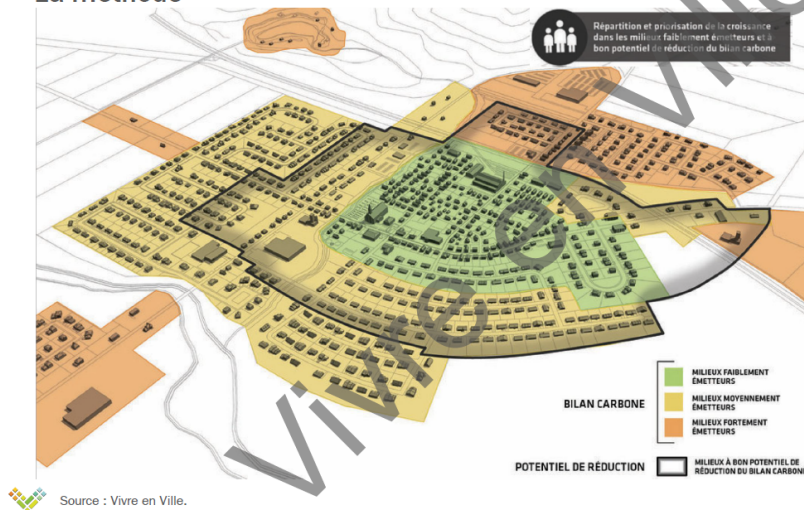 La méthode
Répartition et priorisation de la croissance
dans les milieux faiblement émetteurs et à
bon potentiel de réduction du bilan carbone
Vivre en Ville
BILAN CARBONE
MILIEUX FAIBLEMENT
ÉMETTEURS
MILIEUX MOYENNEMENT
ÉMETTEURS
MILIEUX FORTEMENT
ÉMETTEURS
POTENTIEL DE RÉDUCTION
MILIEUX À BON POTENTIEL DE
RÉDUCTION DU BILAN CARBONE
Source : Vivre en Ville.